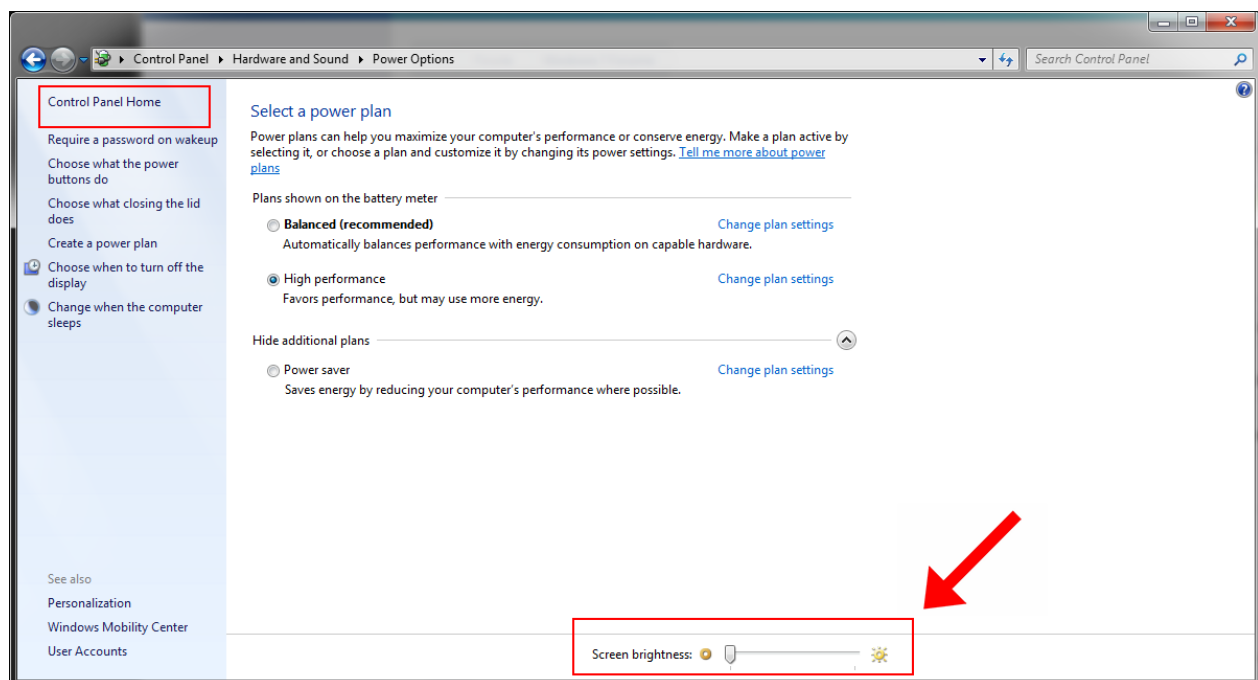 Control Panel ▸ Hardware and Sound ▸ Power Options
Search Control Panel
Control Panel Home
Require a password on wakeup
Choose what the power
buttons do
Choose what closing the lid
does
Create a power plan
Choose when to turn off the
display
Change when the computer
sleeps
See also
Personalization
Windows Mobility Center
User Accounts
Select a power plan
Power plans can help you maximize your computer's performance or conserve energy. Make a plan active by
selecting it, or choose a plan and customize it by changing its power settings. Tell me more about power
plans
Plans shown on the battery meter
Balanced (recommended) Change plan settings
Automatically balances performance with energy consumption on capable hardware.
High performance Change plan settings
Favors performance, but may use more energy.
Hide additional plans
Power saver Change plan settings
Saves energy by reducing your computer's performance where possible.
Screen brightness: